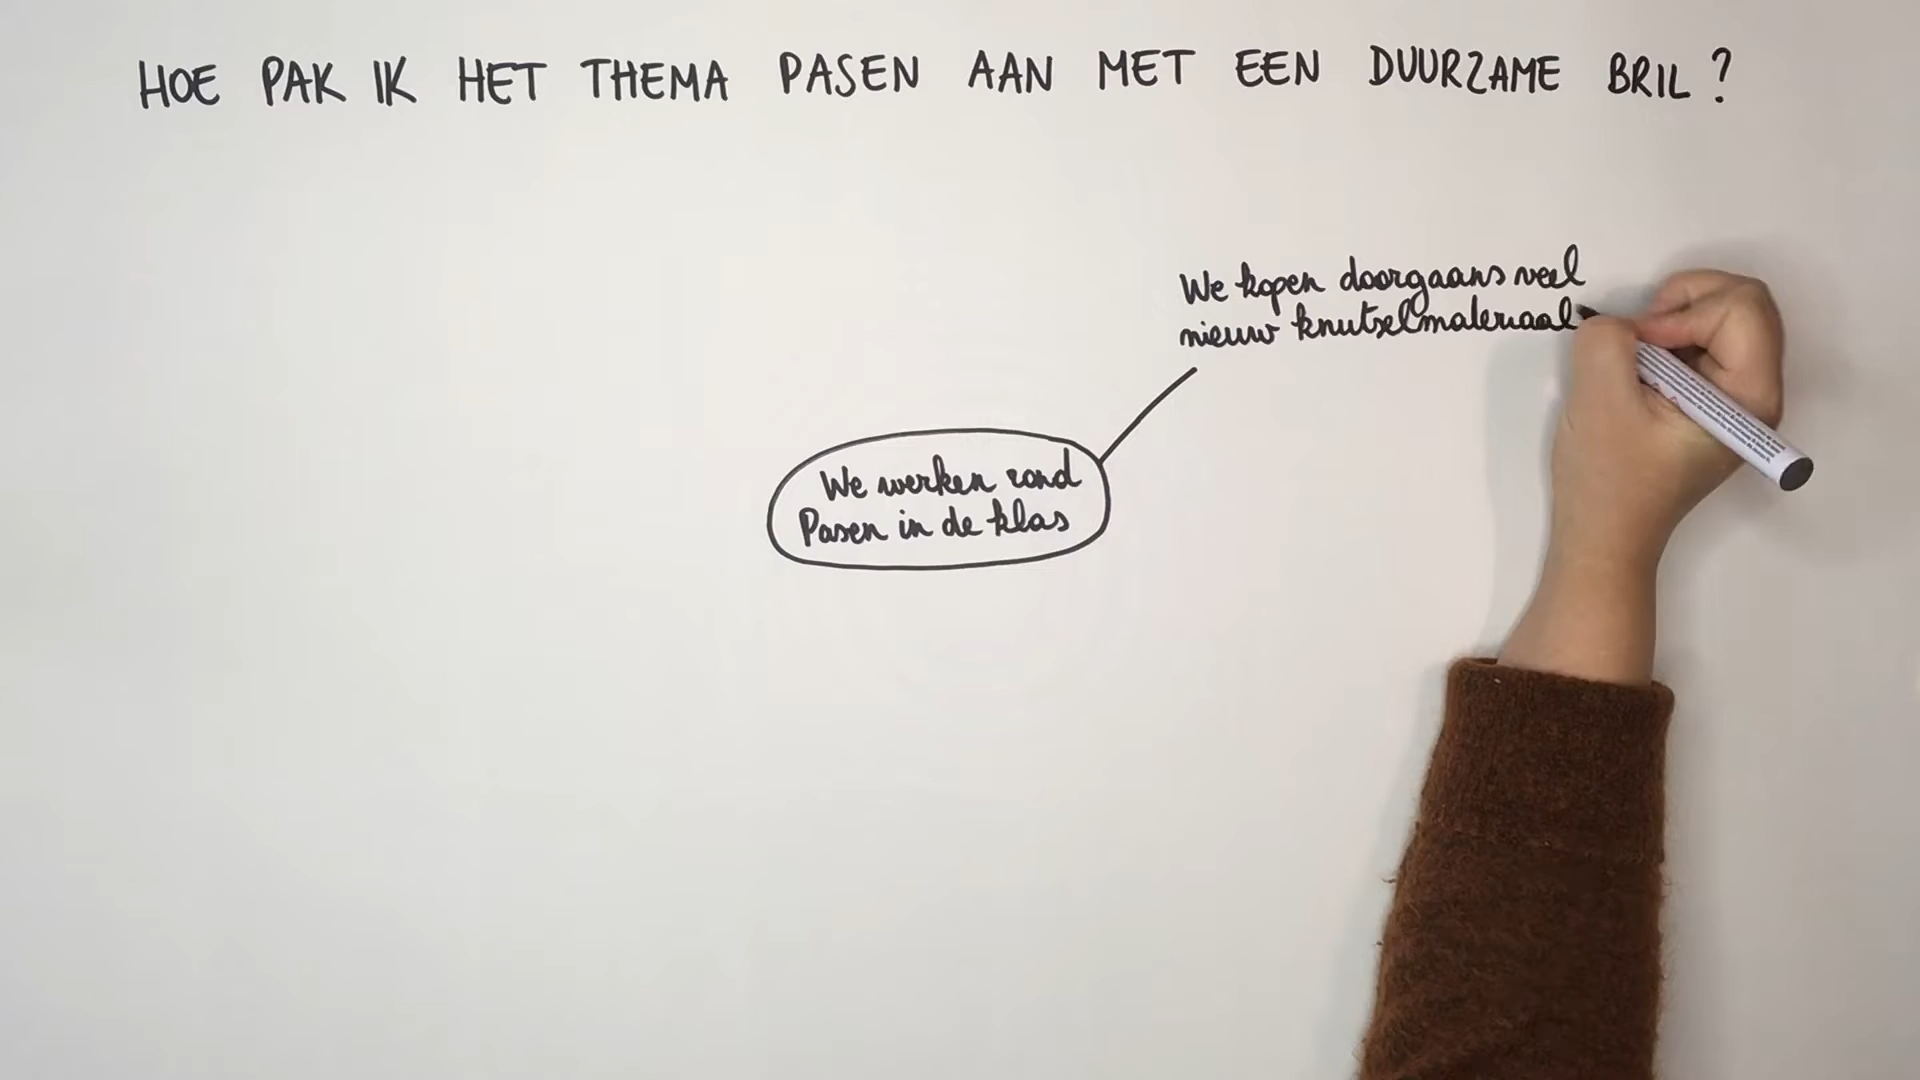 HOE PAK IK HET THEMA PASEN AAN MET EEN DUURZAME BRIL?
We kopen doorgaans veel
nieuw knutselmateriaal
We werken rond
Pasen in de klas